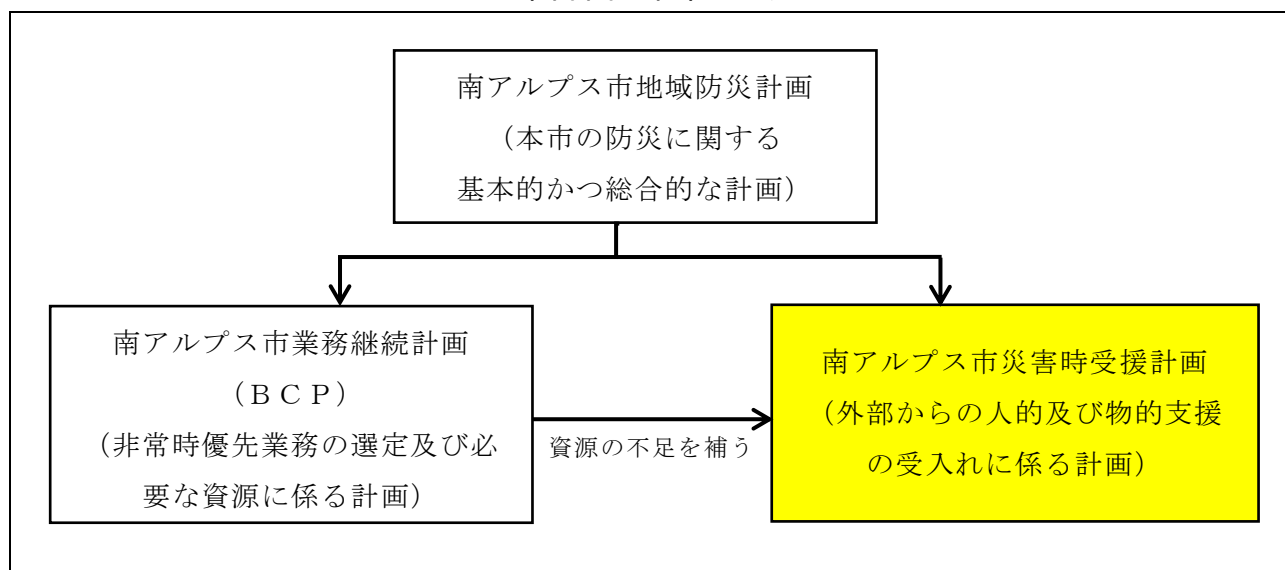 南アルプス市地域防災計画
（本市の防災に関する
基本的かつ総合的な計画）
南アルプス市業務継続計画
（ＢＣＰ）
（非常時優先業務の選定及び必
要な資源に係る計画）
資源の不足を補う
南アルプス市災害時受援計画
（外部からの人的及び物的支援
の受入れに係る計画）